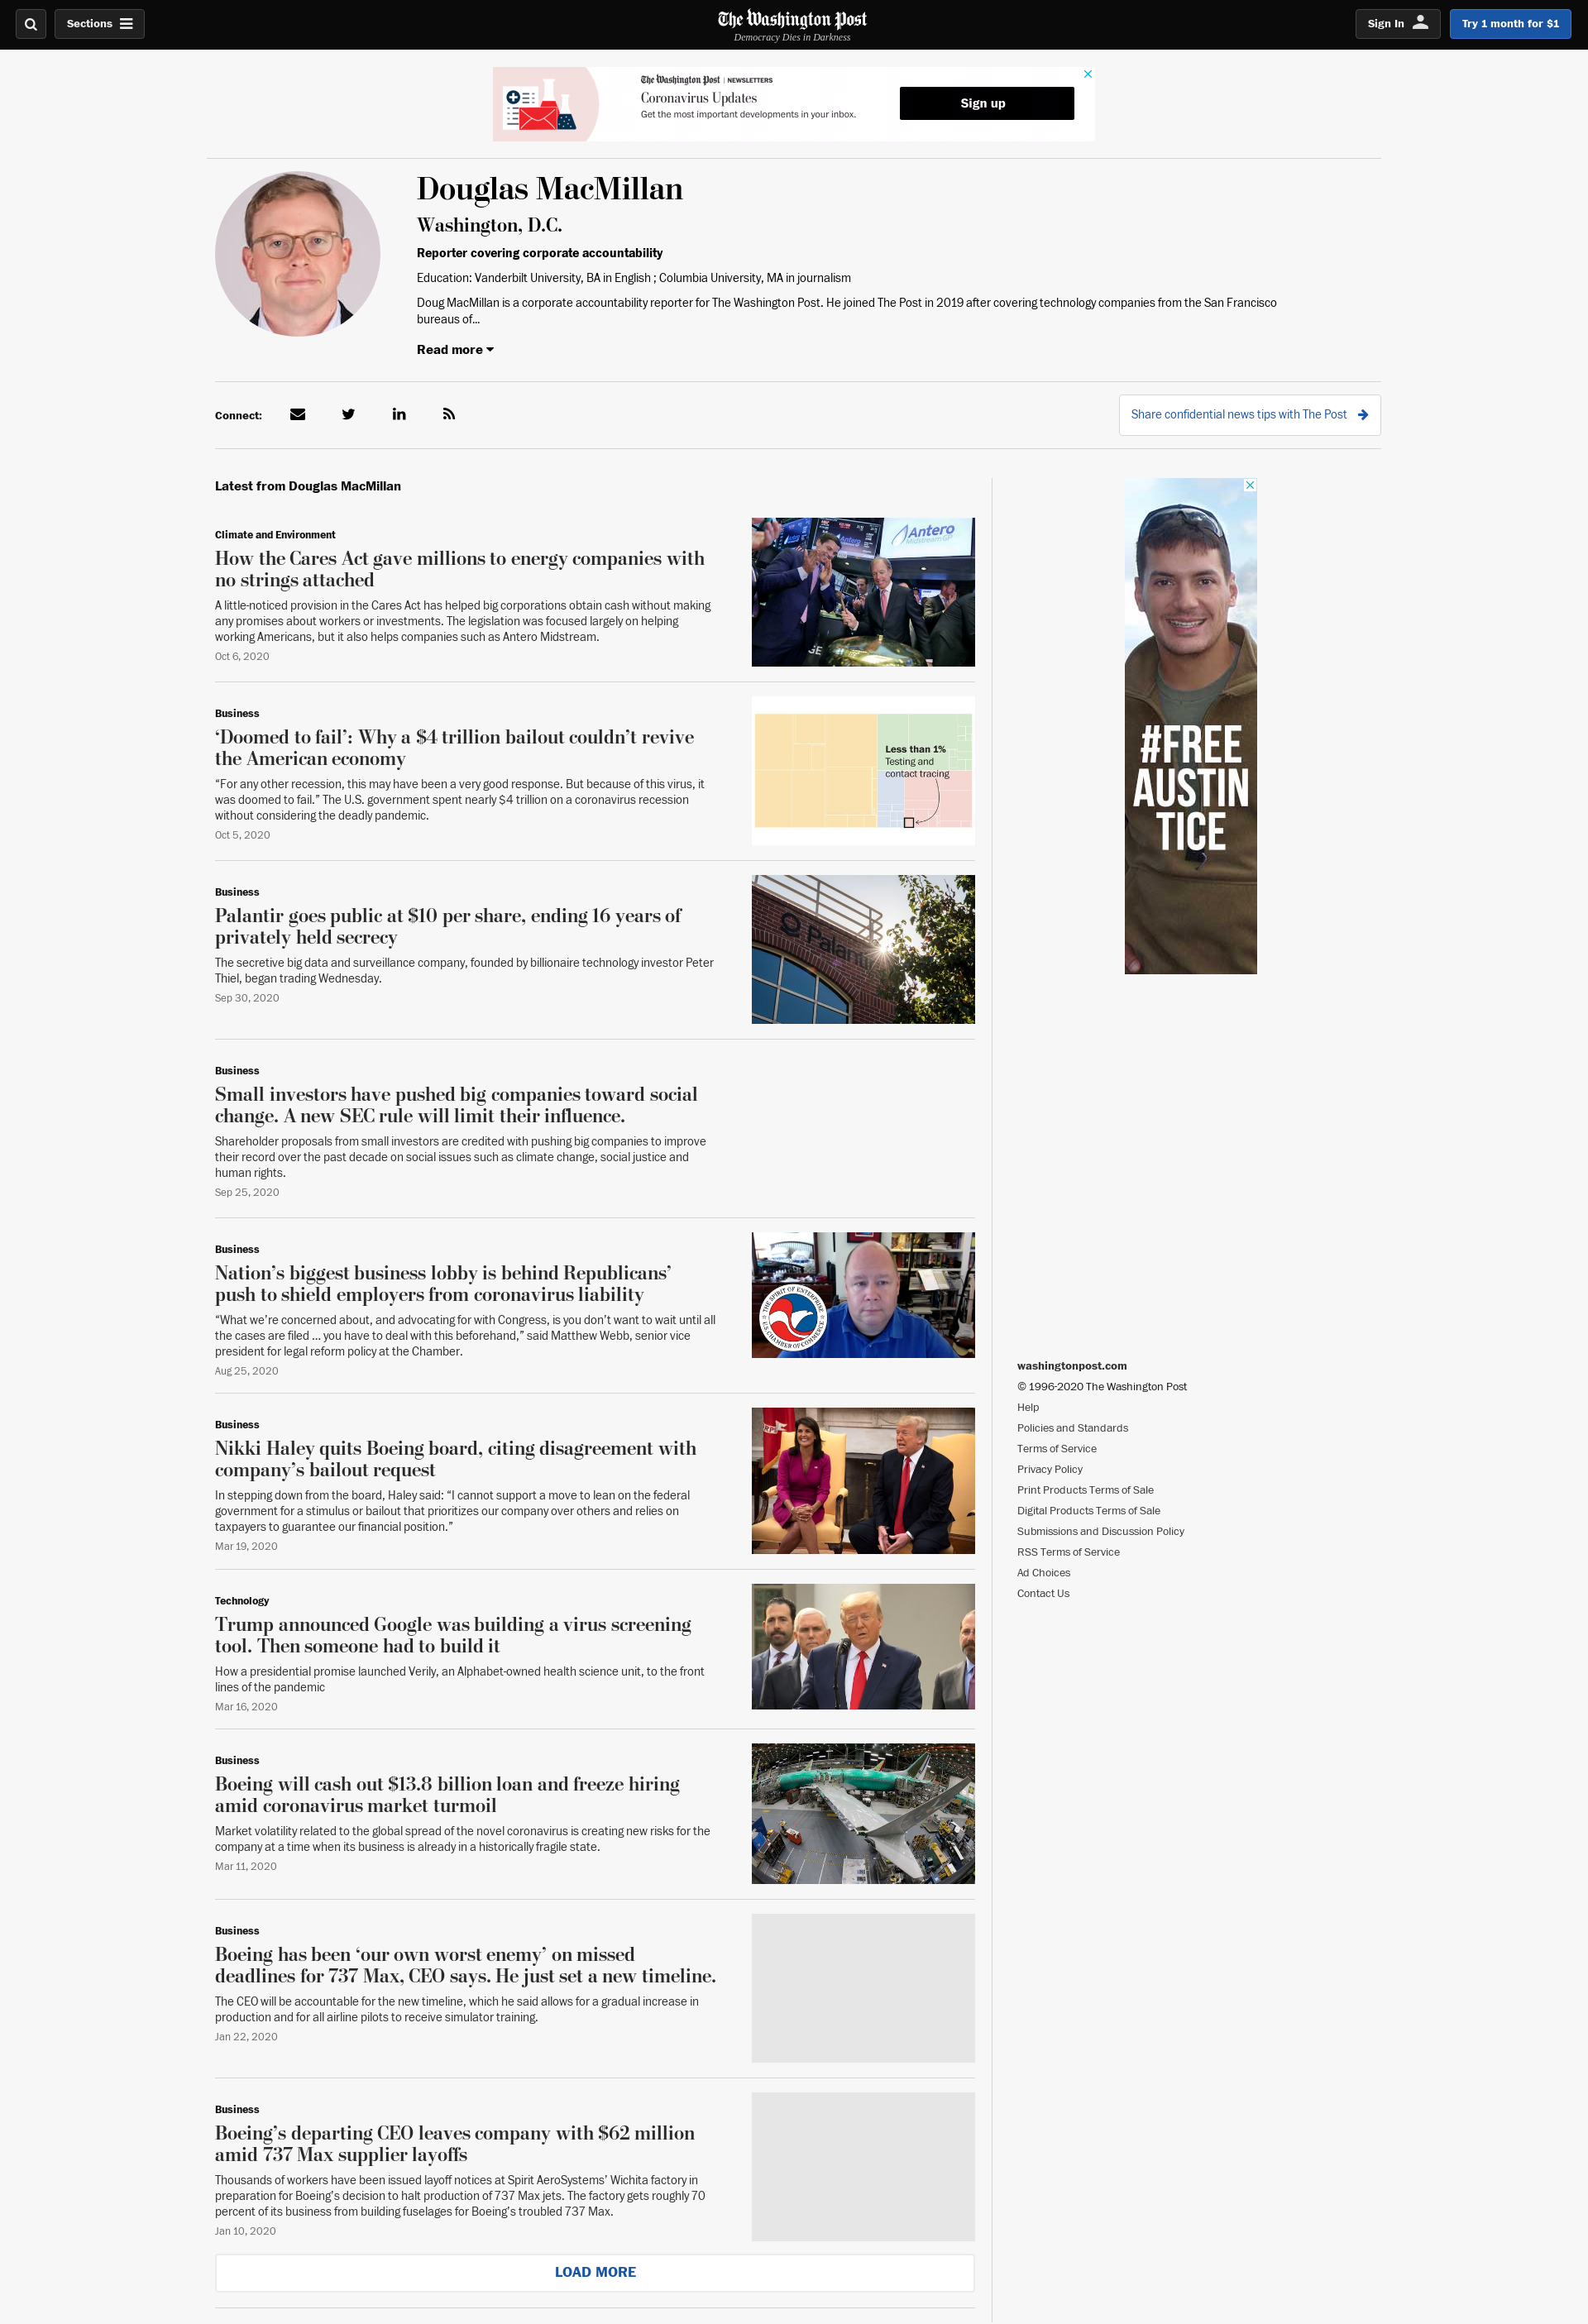 Sections
The Washington Post
Democracy Dies in Darkness
Sign In
Try 1 month for $1
The Washington Post | NEWSLETTERS
Coronavirus Updates
Get the most important developments in your inbox.
Sign up
Douglas MacMillan
Washington, D.C.
Reporter covering corporate accountability
Education: Vanderbilt University, BA in English ; Columbia University, MA in journalism
Doug MacMillan is a corporate accountability reporter for The Washington Post. He joined The Post in 2019 after covering technology companies from the San Francisco
bureaus of...
Read more
Connect:
Share confidential news tips with The Post
Latest from Douglas MacMillan
Climate and Environment
How the Cares Act gave millions to energy companies with
no strings attached
A little-noticed provision in the Cares Act has helped big corporations obtain cash without making
any promises about workers or investments. The legislation was focused largely on helping
working Americans, but it also helps companies such as Antero Midstream.
Oct 6, 2020
Antero
Business
‘Doomed to fail’: Why a $4 trillion bailout couldn’t revive
the American economy
“For any other recession, this may have been a very good response. But because of this virus, it
was doomed to fail.” The U.S. government spent nearly $4 trillion on a coronavirus recession
without considering the deadly pandemic.
Oct 5, 2020
Less than 1%
Testing and
contact tracing
Business
Palantir goes public at $10 per share, ending 16 years of
privately held secrecy
The secretive big data and surveillance company, founded by billionaire technology investor Peter
Thiel, began trading Wednesday.
Sep 30, 2020
Palantir
Business
Small investors have pushed big companies toward social
change. A new SEC rule will limit their influence.
Shareholder proposals from small investors are credited with pushing big companies to improve
their record over the past decade on social issues such as climate change, social justice and
human rights.
Sep 25, 2020
Business
Nation’s biggest business lobby is behind Republicans’
push to shield employers from coronavirus liability
“What we’re concerned about, and advocating for with Congress, is you don’t want to wait until all
the cases are filed ... you have to deal with this beforehand,” said Matthew Webb, senior vice
president for legal reform policy at the Chamber.
Aug 25, 2020
THE SPIRIT OF ENTERPRISE
U.S. CHAMBER OF COMMERCE
Business
Nikki Haley quits Boeing board, citing disagreement with
company’s bailout request
In stepping down from the board, Haley said: “I cannot support a move to lean on the federal
government for a stimulus or bailout that prioritizes our company over others and relies on
taxpayers to guarantee our financial position.”
Mar 19, 2020
Technology
Trump announced Google was building a virus screening
tool. Then someone had to build it
How a presidential promise launched Verily, an Alphabet-owned health science unit, to the front
lines of the pandemic
Mar 16, 2020
Business
Boeing will cash out $13.8 billion loan and freeze hiring
amid coronavirus market turmoil
Market volatility related to the global spread of the novel coronavirus is creating new risks for the
company at a time when its business is already in a historically fragile state.
Mar 11, 2020
Business
Boeing has been ‘our own worst enemy’ on missed
deadlines for 737 Max, CEO says. He just set a new timeline.
The CEO will be accountable for the new timeline, which he said allows for a gradual increase in
production and for all airline pilots to receive simulator training.
Jan 22, 2020
Business
Boeing’s departing CEO leaves company with $62 million
amid 737 Max supplier layoffs
Thousands of workers have been issued layoff notices at Spirit AeroSystems’ Wichita factory in
preparation for Boeing’s decision to halt production of 737 Max jets. The factory gets roughly 70
percent of its business from building fuselages for Boeing’s troubled 737 Max.
Jan 10, 2020
LOAD MORE
#FREE
AUSTIN
TICE
washingtonpost.com
© 1996-2020 The Washington Post
Help
Policies and Standards
Terms of Service
Privacy Policy
Print Products Terms of Sale
Digital Products Terms of Sale
Submissions and Discussion Policy
RSS Terms of Service
Ad Choices
Contact Us